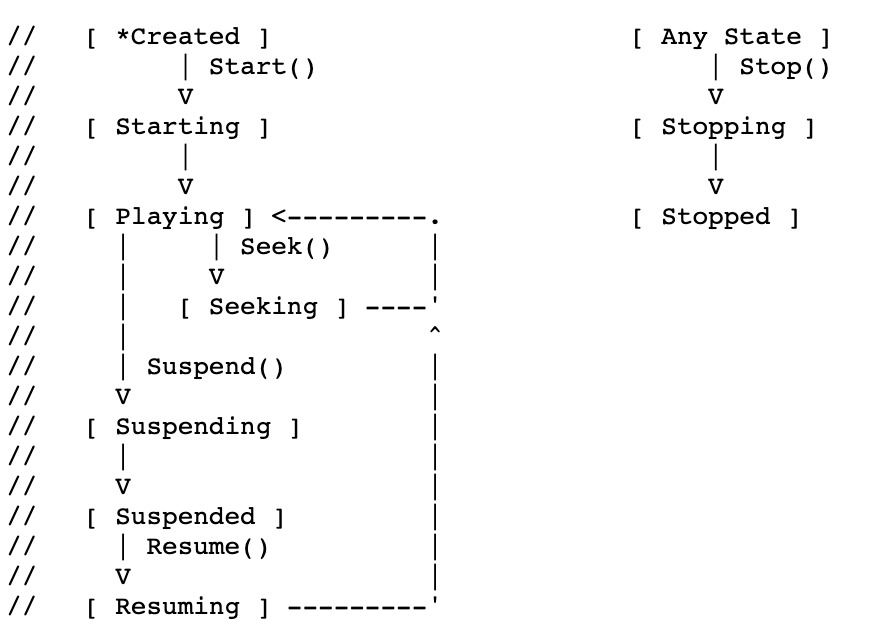 //   [ *Created ]                       [ Any State ]
//         | Start()                         | Stop()
//         V                                 V
//   [ Starting ]                       [ Stopping ]
//         |                                 |
//         V                                 V
//   [ Playing ] <---------.            [ Stopped ]
//     |     | Seek()      |
//     |     V             |
//     |   [ Seeking ] ----'
//     |                   ^
//     | Suspend()         |
//     V                   |
//   [ Suspending ]        |
//     |                   |
//     V                   |
//   [ Suspended ]         |
//     | Resume()          |
//     V                   |
//   [ Resuming ] ---------'